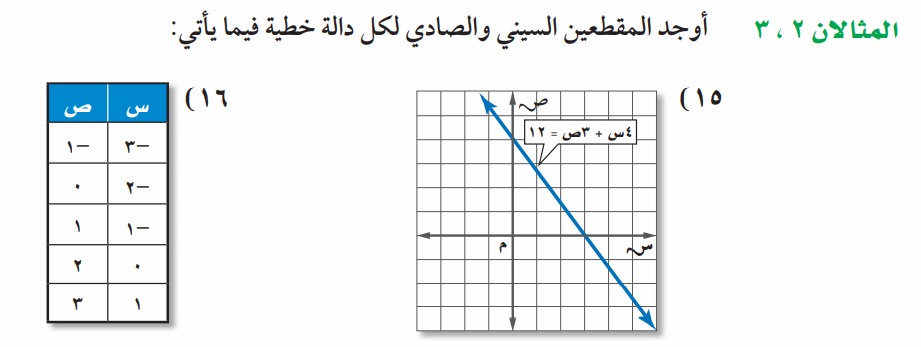 المثالان ٢ ، ٣ أوجد المقطعين السيني والصادي لكل دالة خطية فيما يأتي:
١٥)
ص
٤س + ٣ص = ١٢
س
م
١٦)
س ص
−٣ −١
−٢ ٠
−١ ١
٠ ٢
١ ٣